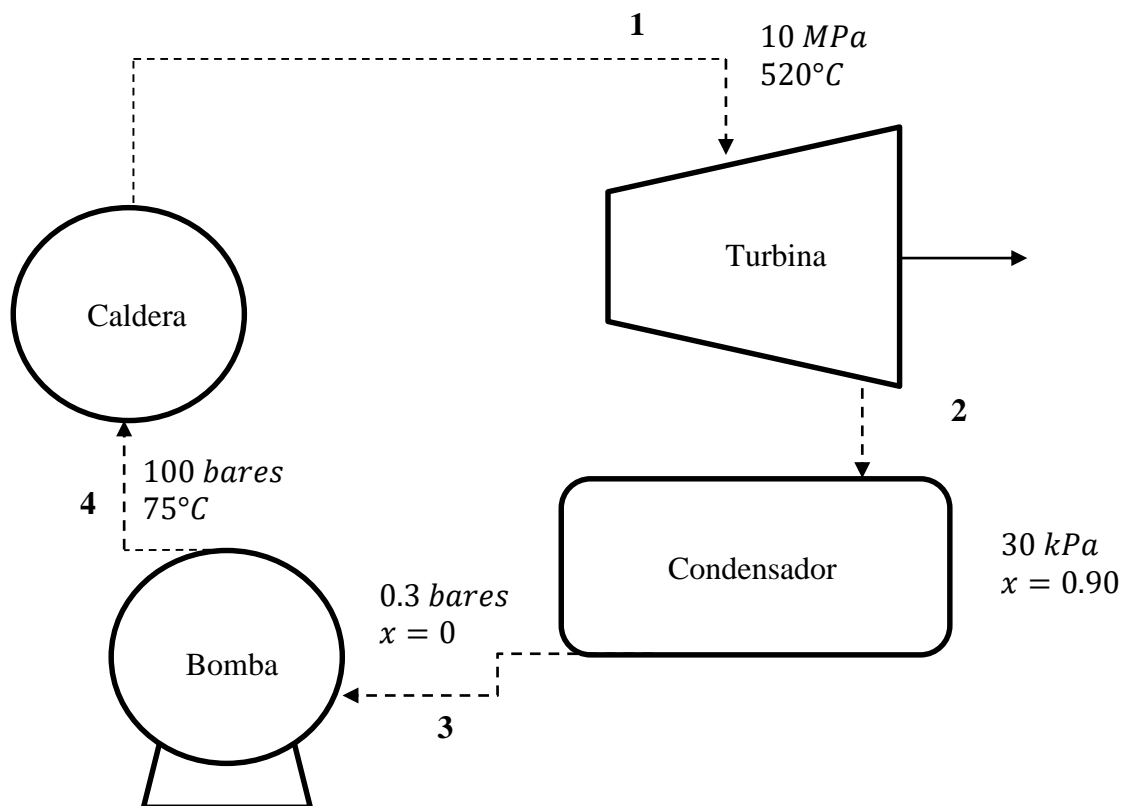 1
10 MPa
520°C
Turbina
Caldera
2
100 bares
75°C
4
Condensador
30 kPa
x = 0.90
0.3 bares
x = 0
Bomba
3